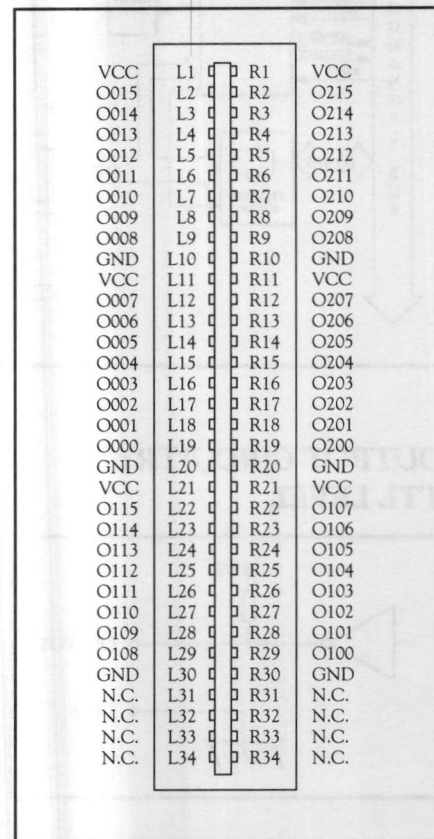 VCC L1 R1 VCC
O015 L2 R2 O215
O014 L3 R3 O214
O013 L4 R4 O213
O012 L5 R5 O212
O011 L6 R6 O211
O010 L7 R7 O210
O009 L8 R8 O209
O008 L9 R9 O208
GND L10 R10 GND
VCC L11 R11 VCC
O007 L12 R12 O207
O006 L13 R13 O206
O005 L14 R14 O205
O004 L15 R15 O204
O003 L16 R16 O203
O002 L17 R17 O202
O001 L18 R18 O201
O000 L19 R19 O200
GND L20 R20 GND
VCC L21 R21 VCC
O115 L22 R22 O107
O114 L23 R23 O106
O113 L24 R24 O105
O112 L25 R25 O104
O111 L26 R26 O103
O110 L27 R27 O102
O109 L28 R28 O101
O108 L29 R29 O100
GND L30 R30 GND
N.C. L31 R31 N.C.
N.C. L32 R32 N.C.
N.C. L33 R33 N.C.
N.C. L34 R34 N.C.